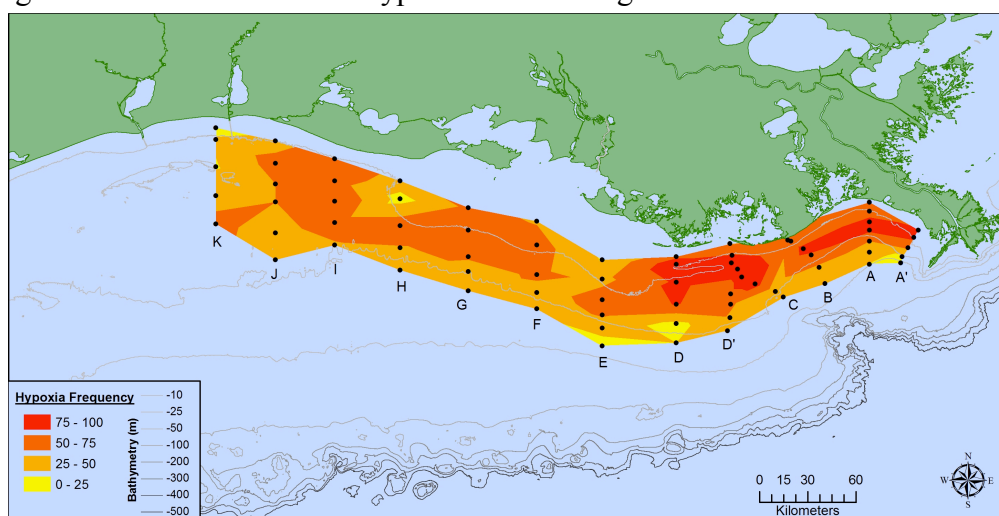 K
J
I
H
G
F
E
D
D'
C
B
A
A'
Hypoxia Frequency
75 - 100
50 - 75
25 - 50
0 - 25
Bathymetry (m)
-10
-25
-50
-100
-200
-300
-400
-500
0 15 30 60
Kilometers
N
W E
S